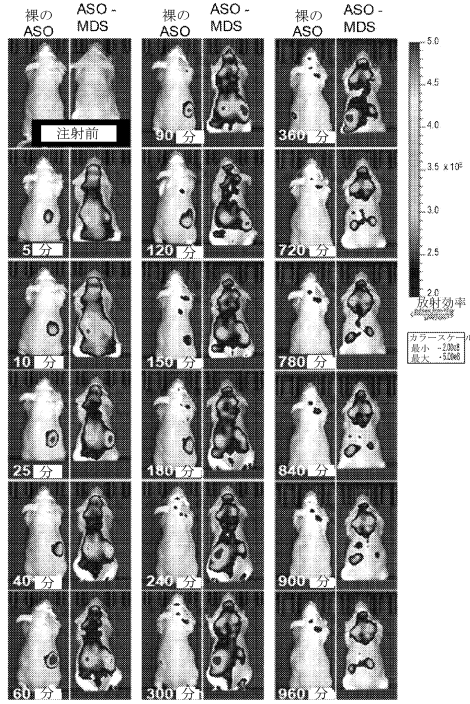 裸の
ASO
ASO -
MDS
裸の
ASO
ASO -
MDS
裸の
ASO
ASO -
MDS
注射前
5 分
10 分
25 分
40 分
60 分
90 分
120 分
150 分
180 分
240 分
300 分
360 分
720 分
780 分
840 分
900 分
960 分
5.0
4.5
4.0
3.5 x 10
3.0
2.5
2.0
放射効率
カラースケール
最小
最大